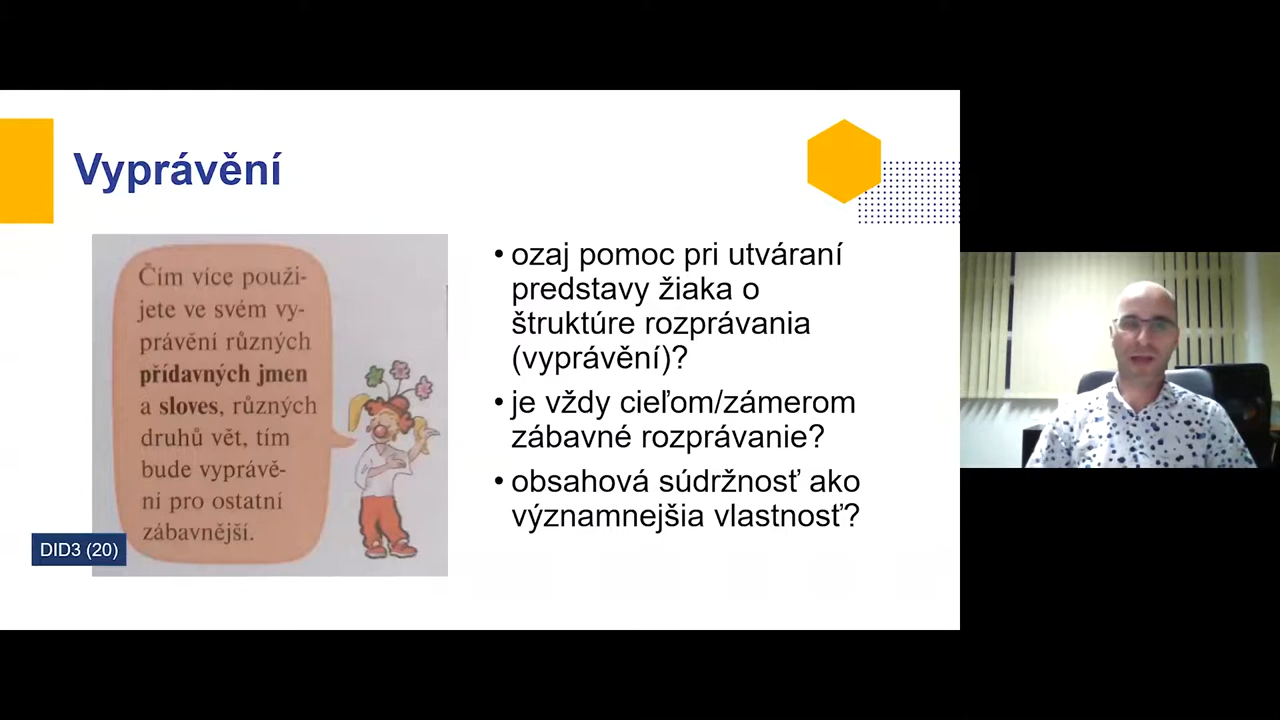 Vyprávění
Čím více použi-
jete ve svém vy-
právění různých
přídavných jmen
a sloves, různých
druhů vět, tím
bude vyprávě-
ní pro ostatní
zábavnější.
DID3 (20)
• ozaj pomoc pri utváraní
predstavy žiaka o
štruktúre rozprávania
(vyprávění)?
• je vždy cieľom/zámerom
zábavné rozprávanie?
• obsahová súdržnosť ako
významnejšia vlastnosť?